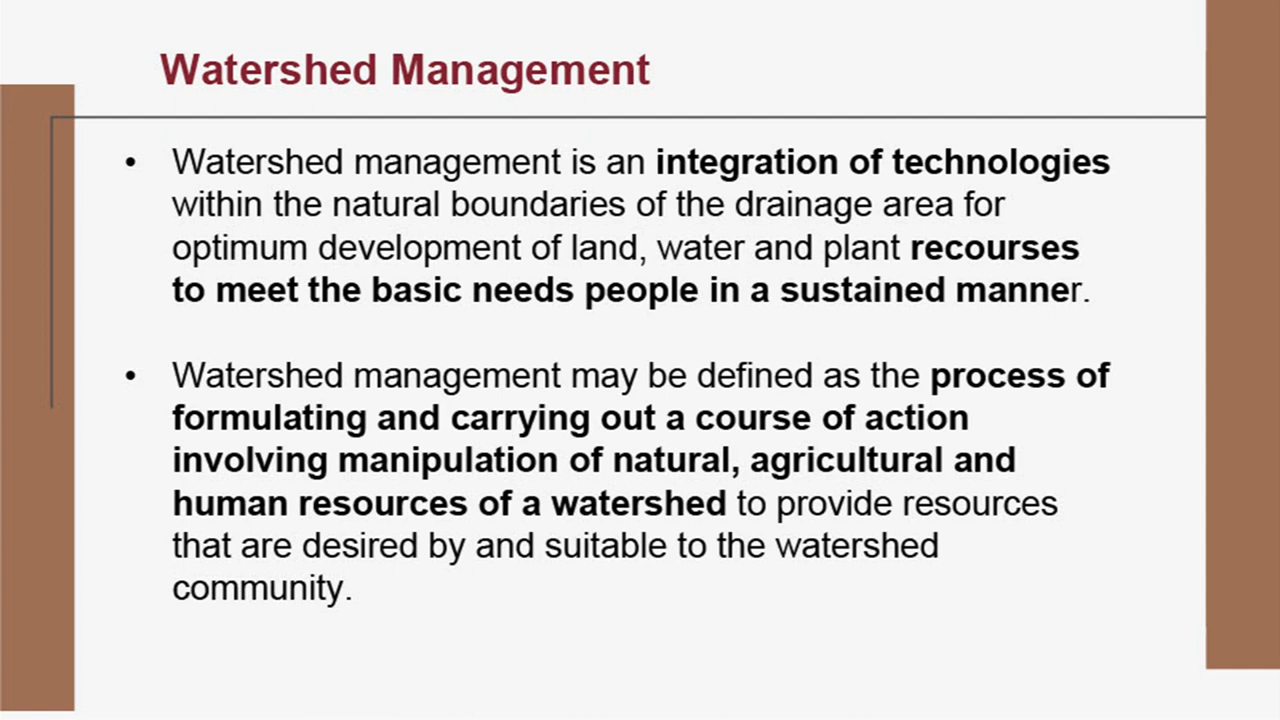 Watershed Management
• Watershed management is an integration of technologies
within the natural boundaries of the drainage area for
optimum development of land, water and plant recourses
to meet the basic needs people in a sustained manner.
• Watershed management may be defined as the process of
formulating and carrying out a course of action
involving manipulation of natural, agricultural and
human resources of a watershed to provide resources
that are desired by and suitable to the watershed
community.